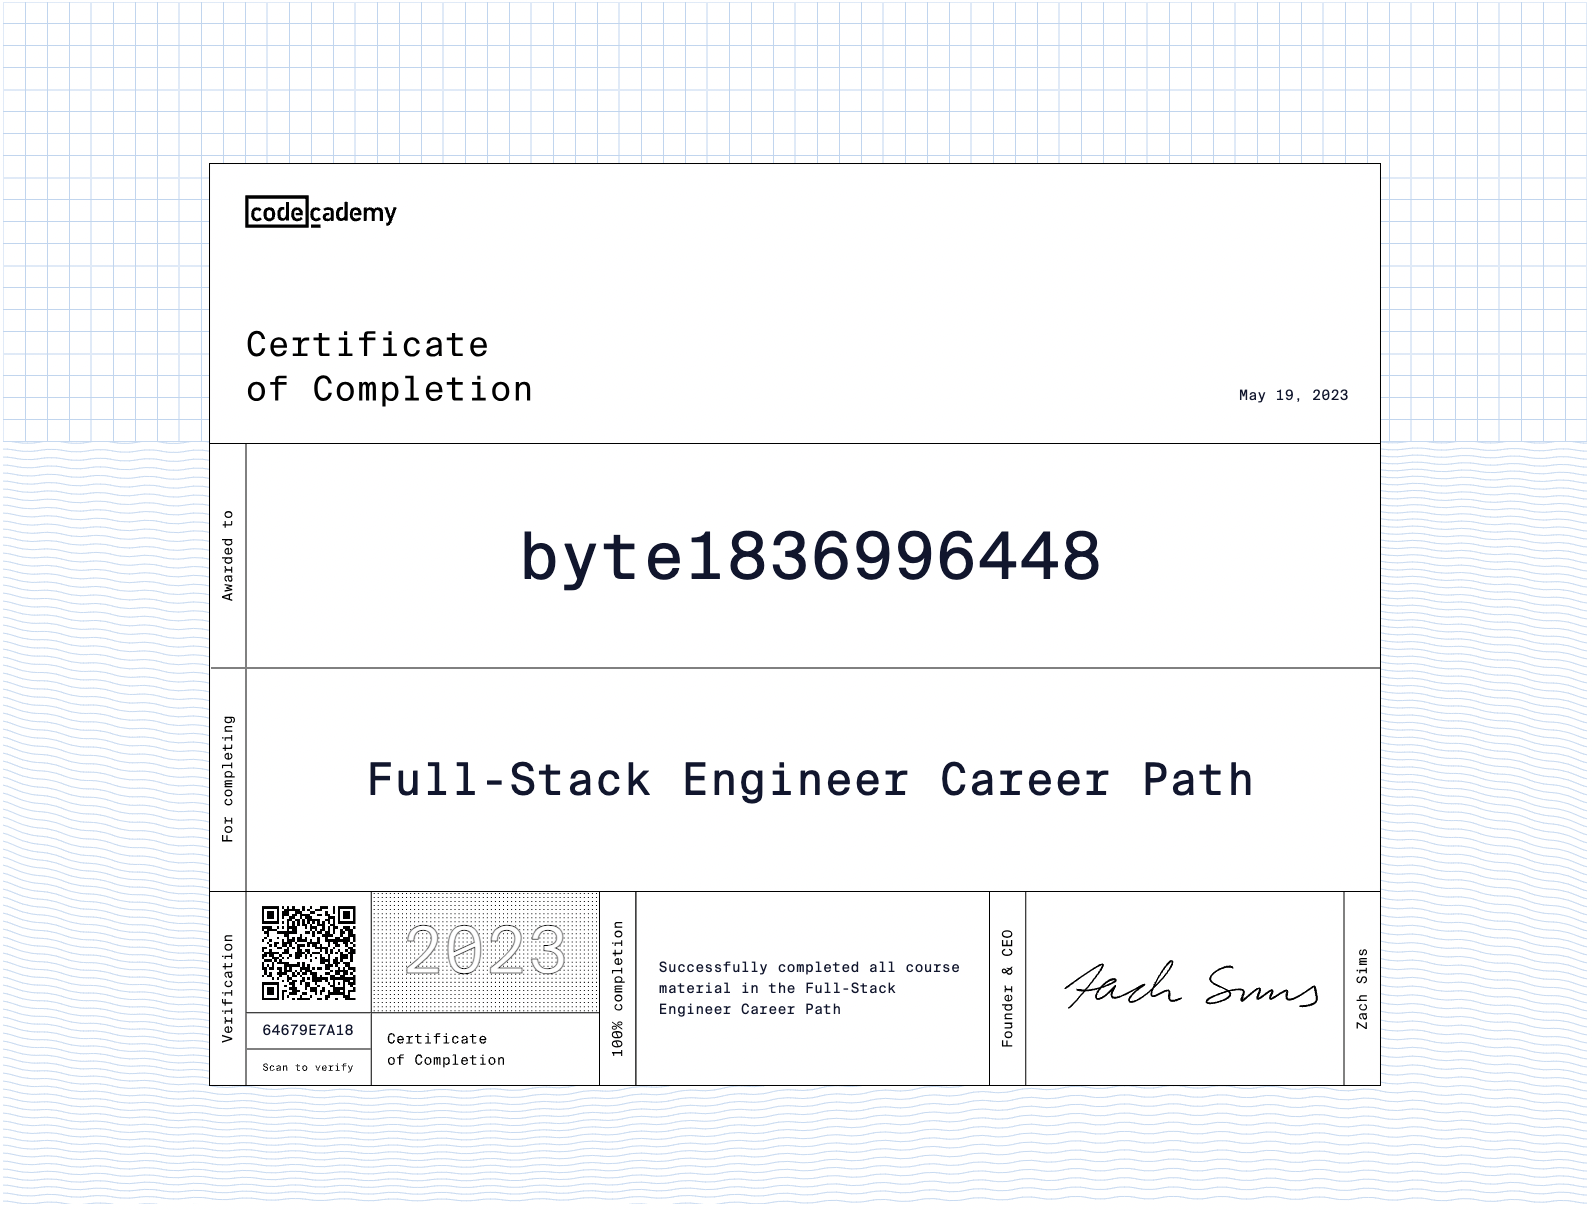 codecademy
Certificate
of Completion
May 19, 2023
Awarded to
byte1836996448
For completing
Full-Stack Engineer Career Path
Verification
64679E7A18
Scan to verify
2023
Certificate
of Completion
100% completion
Successfully completed all course
material in the Full-Stack
Engineer Career Path
Founder & CEO
Zach Sims
Zach Sims